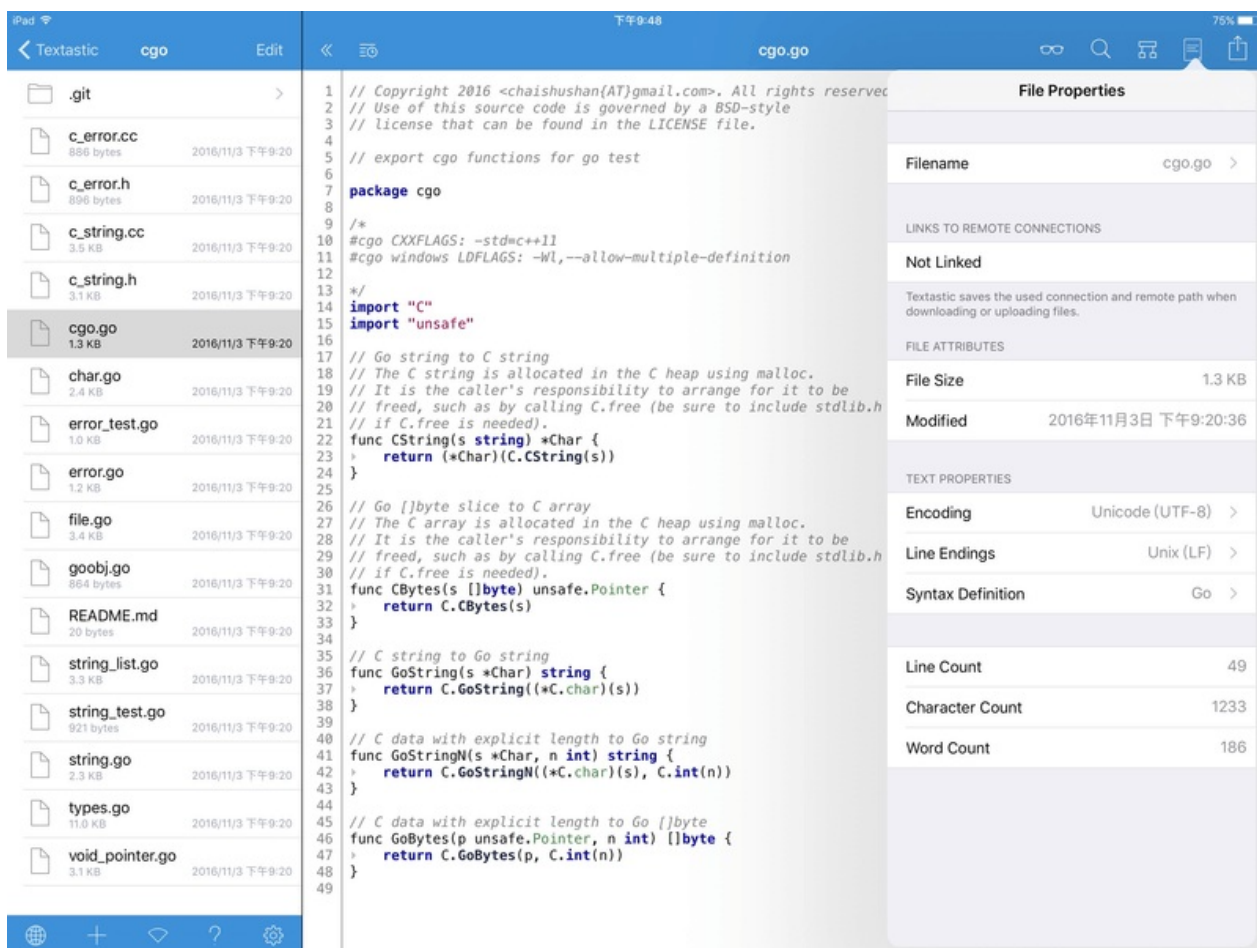 iPad
下午9:48
75%
Textastic
cgo
Edit
cgo.go
.git
c_error.cc
886 bytes
2016/11/3 下午9:20
c_error.h
896 bytes
2016/11/3 下午9:20
c_string.cc
3.5 KB
2016/11/3 下午9:20
c_string.h
3.1 KB
2016/11/3 下午9:20
cgo.go
1.3 KB
2016/11/3 下午9:20
char.go
2.4 KB
2016/11/3 下午9:20
error_test.go
1.0 KB
2016/11/3 下午9:20
error.go
1.2 KB
2016/11/3 下午9:20
file.go
3.4 KB
2016/11/3 下午9:20
goobj.go
864 bytes
2016/11/3 下午9:20
README.md
20 bytes
2016/11/3 下午9:20
string_list.go
3.3 KB
2016/11/3 下午9:20
string_test.go
921 bytes
2016/11/3 下午9:20
string.go
2.3 KB
2016/11/3 下午9:20
types.go
11.0 KB
2016/11/3 下午9:20
void_pointer.go
3.1 KB
2016/11/3 下午9:20
1 // Copyright 2016 <chaishushan{AT}gmail.com>. All rights reserved
2 // Use of this source code is governed by a BSD-style
3 // license that can be found in the LICENSE file.
4
5 // export cgo functions for go test
6
7 package cgo
8
9 /*
10 #cgo CXXFLAGS: -std=c++11
11 #cgo windows LDFLAGS: -Wl,--allow-multiple-definition
12
13 */
14 import "C"
15 import "unsafe"
16
17 // Go string to C string
18 // The C string is allocated in the C heap using malloc.
19 // It is the caller's responsibility to arrange for it to be
20 // freed, such as by calling C.free (be sure to include stdlib.h
21 // if C.free is needed).
22 func CString(s string) *Char {
23 return (*Char)(C.CString(s))
24 }
25
26 // Go []byte slice to C array
27 // The C array is allocated in the C heap using malloc.
28 // It is the caller's responsibility to arrange for it to be
29 // freed, such as by calling C.free (be sure to include stdlib.h
30 // if C.free is needed).
31 func CBytes(s []byte) unsafe.Pointer {
32 return C.CBytes(s)
33 }
34
35 // C string to Go string
36 func GoString(s *Char) string {
37 return C.GoString((*C.char)(s))
38 }
39
40 // C data with explicit length to Go string
41 func GoStringN(s *Char, n int) string {
42 return C.GoStringN((*C.char)(s), C.int(n))
43 }
44
45 // C data with explicit length to Go []byte
46 func GoBytes(p unsafe.Pointer, n int) []byte {
47 return C.GoBytes(p, C.int(n))
48 }
49
File Properties
Filename
cgo.go
LINKS TO REMOTE CONNECTIONS
Not Linked
Textastic saves the used connection and remote path when
downloading or uploading files.
FILE ATTRIBUTES
File Size
1.3 KB
Modified
2016年11月3日 下午9:20:36
TEXT PROPERTIES
Encoding
Unicode (UTF-8)
Line Endings
Unix (LF)
Syntax Definition
Go
Line Count
49
Character Count
1233
Word Count
186